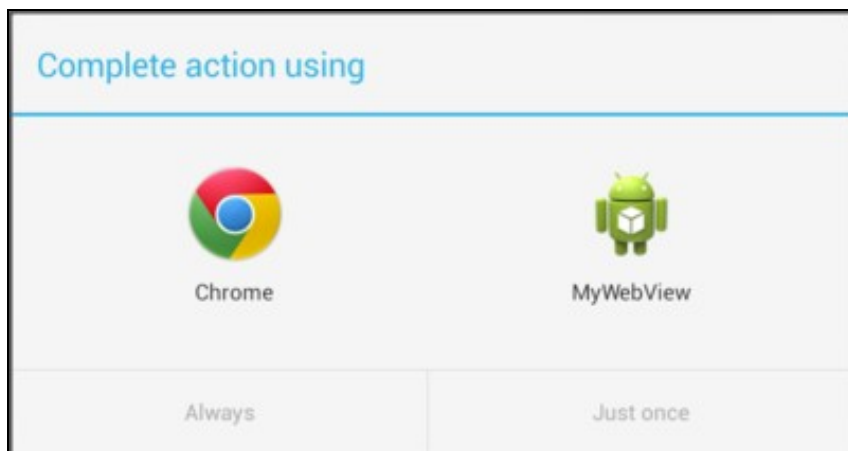 Complete action using
Chrome
MyWebView
Always
Just once